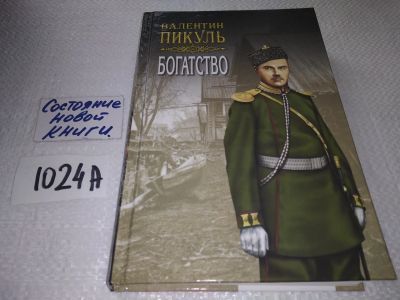 ВАЛЕНТИН
ПИКУЛЬ
БОГАТСТВО
Состояние
новой
книги.
1024А